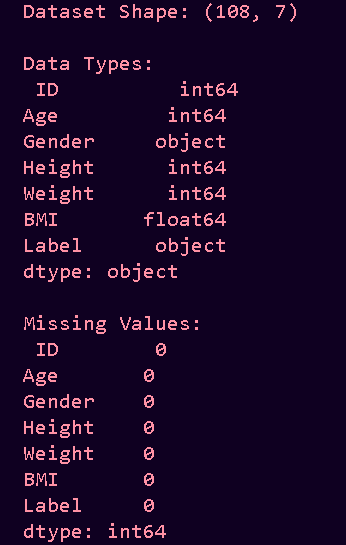 Dataset Shape: (108, 7)
Data Types:
 ID          int64
Age         int64
Gender     object
Height      int64
Weight      int64
BMI       float64
Label      object
dtype: object
Missing Values:
 ID        0
Age       0
Gender    0
Height    0
Weight    0
BMI       0
Label     0
dtype: int64